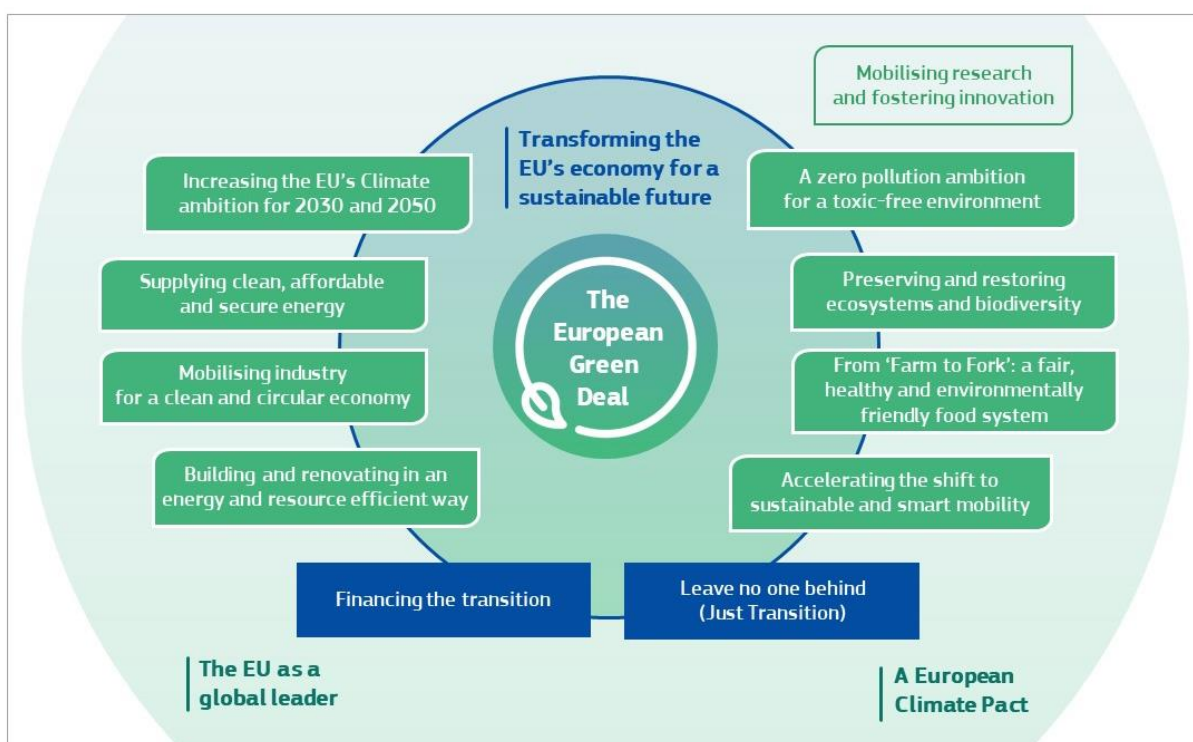 Mobilising research
and fostering innovation
Transforming the
EU's economy for a
sustainable future
Increasing the EU's Climate
ambition for 2030 and 2050
A zero pollution ambition
for a toxic-free environment
Supplying clean, affordable
and secure energy
Preserving and restoring
ecosystems and biodiversity
The
European
Green
Deal
Mobilising industry
for a clean and circular economy
From ‘Farm to Fork’: a fair,
healthy and environmentally
friendly food system
Building and renovating in an
energy and resource efficient way
Accelerating the shift to
sustainable and smart mobility
Financing the transition
Leave no one behind
(Just Transition)
The EU as a
global leader
A European
Climate Pact